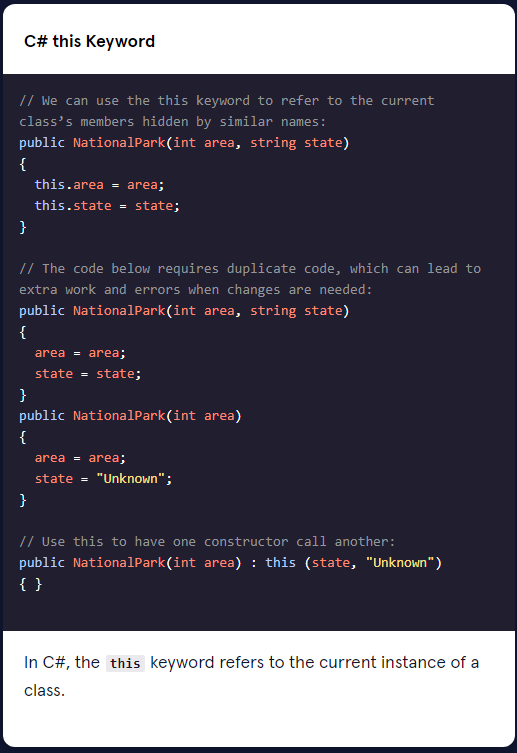 C# this Keyword
// We can use the this keyword to refer to the current
class’s members hidden by similar names:
public NationalPark(int area, string state)
{
  this.area = area;
  this.state = state;
}
// The code below requires duplicate code, which can lead to
extra work and errors when changes are needed:
public NationalPark(int area, string state)
{
  area = area;
  state = state;
}
public NationalPark(int area)
{
  area = area;
  state = "Unknown";
}
// Use this to have one constructor call another:
public NationalPark(int area) : this (state, "Unknown")
{ }
In C#, the this keyword refers to the current instance of a
class.